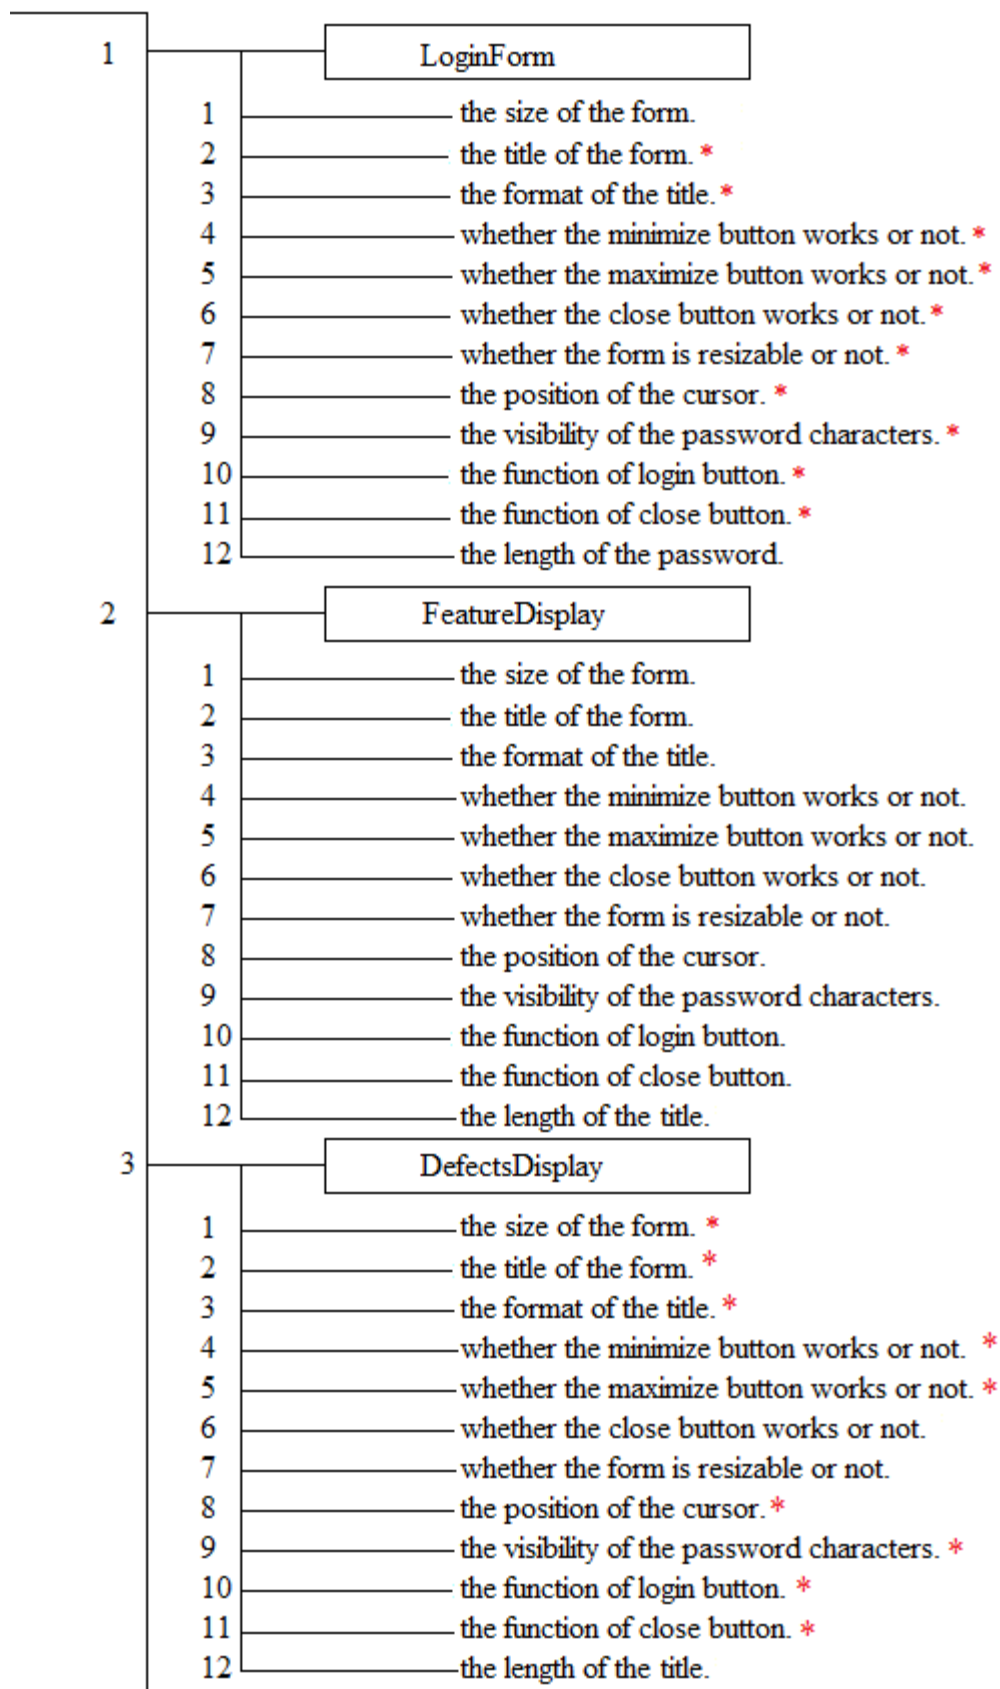 1 LoginForm
1 the size of the form.
2 the title of the form. *
3 the format of the title. *
4 whether the minimize button works or not. *
5 whether the maximize button works or not. *
6 whether the close button works or not. *
7 whether the form is resizable or not. *
8 the position of the cursor. *
9 the visibility of the password characters. *
10 the function of login button. *
11 the function of close button. *
12 the length of the password.
2 FeatureDisplay
1 the size of the form.
2 the title of the form.
3 the format of the title.
4 whether the minimize button works or not.
5 whether the maximize button works or not.
6 whether the close button works or not.
7 whether the form is resizable or not.
8 the position of the cursor.
9 the visibility of the password characters.
10 the function of login button.
11 the function of close button.
12 the length of the title.
3 DefectsDisplay
1 the size of the form. *
2 the title of the form. *
3 the format of the title. *
4 whether the minimize button works or not. *
5 whether the maximize button works or not. *
6 whether the close button works or not.
7 whether the form is resizable or not.
8 the position of the cursor. *
9 the visibility of the password characters. *
10 the function of login button. *
11 the function of close button. *
12 the length of the title.